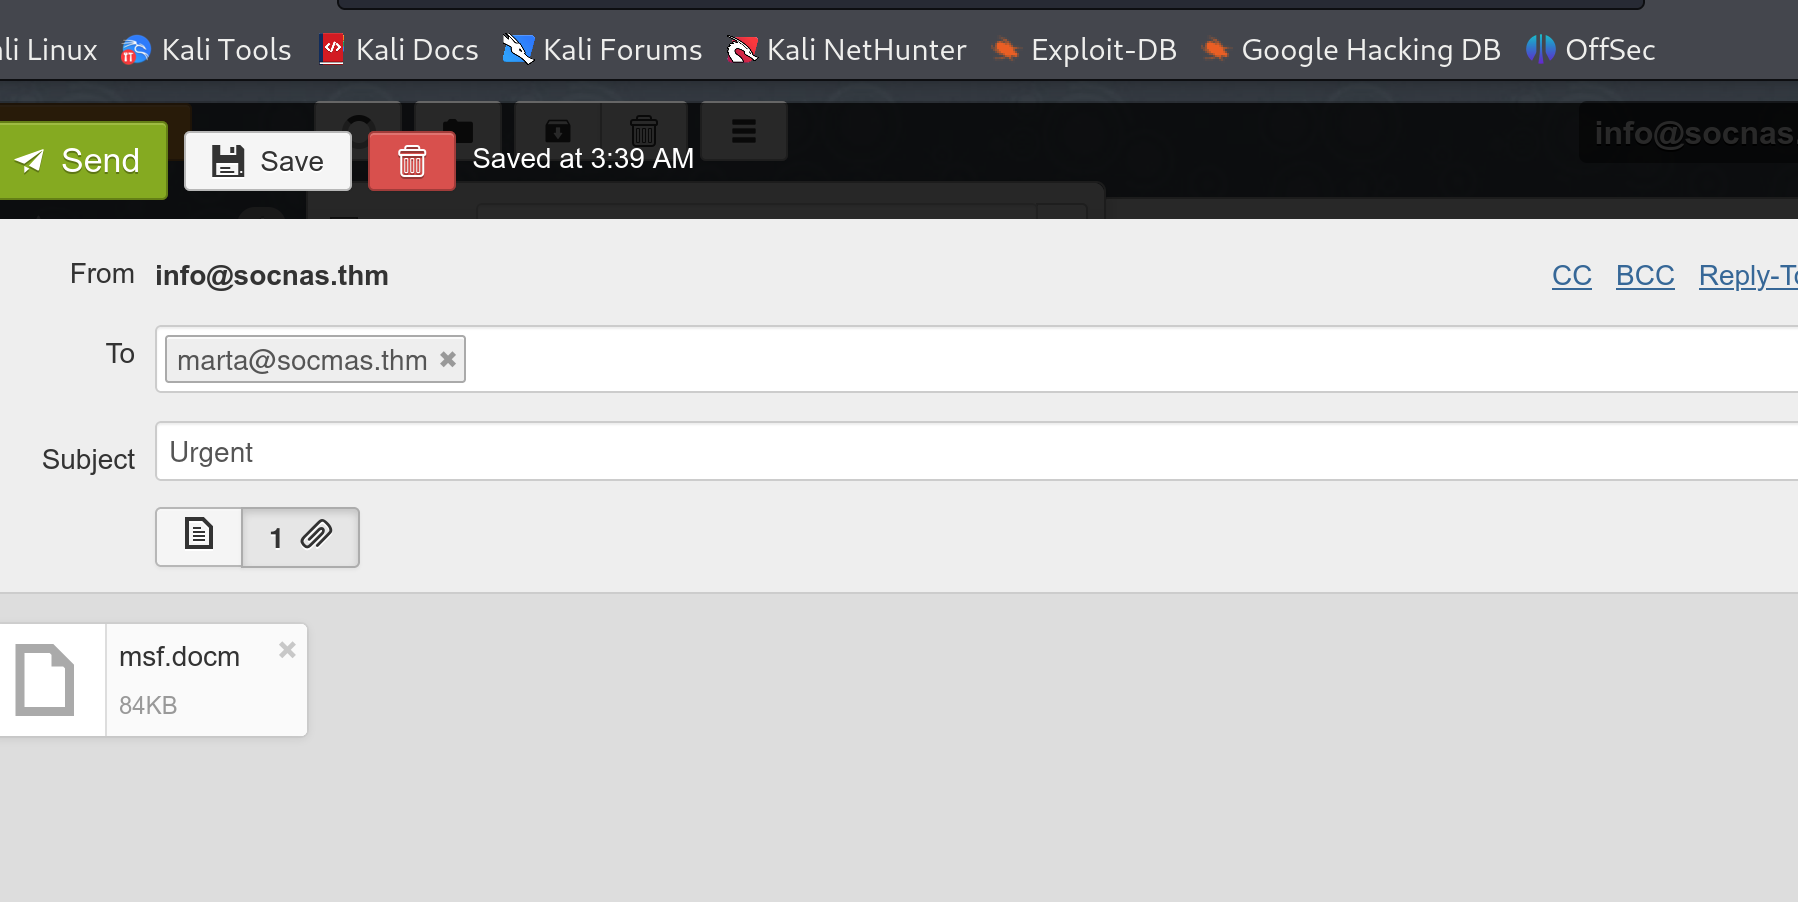 li Linux Kali Tools Kali Docs Kali Forums Kali NetHunter Exploit-DB Google Hacking DB OffSec
info@socnas.
Send Save Saved at 3:39 AM
From info@socnas.thm CC BCC Reply-To
To marta@socmas.thm
Subject Urgent
1
msf.docm
84KB